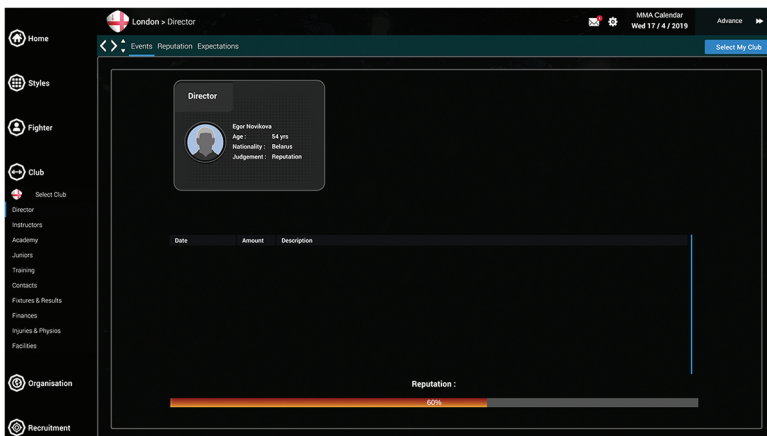 London > Director
MMA Calendar
Wed 17 / 4 / 2019
Advance
Home
Events Reputation Expectations
Select My Club
Styles
Fighter
Club
Select Club
Director
Instructors
Academy
Juniors
Training
Contacts
Fixtures & Results
Finances
Injuries & Physios
Facilities
Organisation
Recruitment
Director
Egor Novikova
Age : 54 yrs
Nationality : Belarus
Judgement : Reputation
Date Amount Description
Reputation :
60%